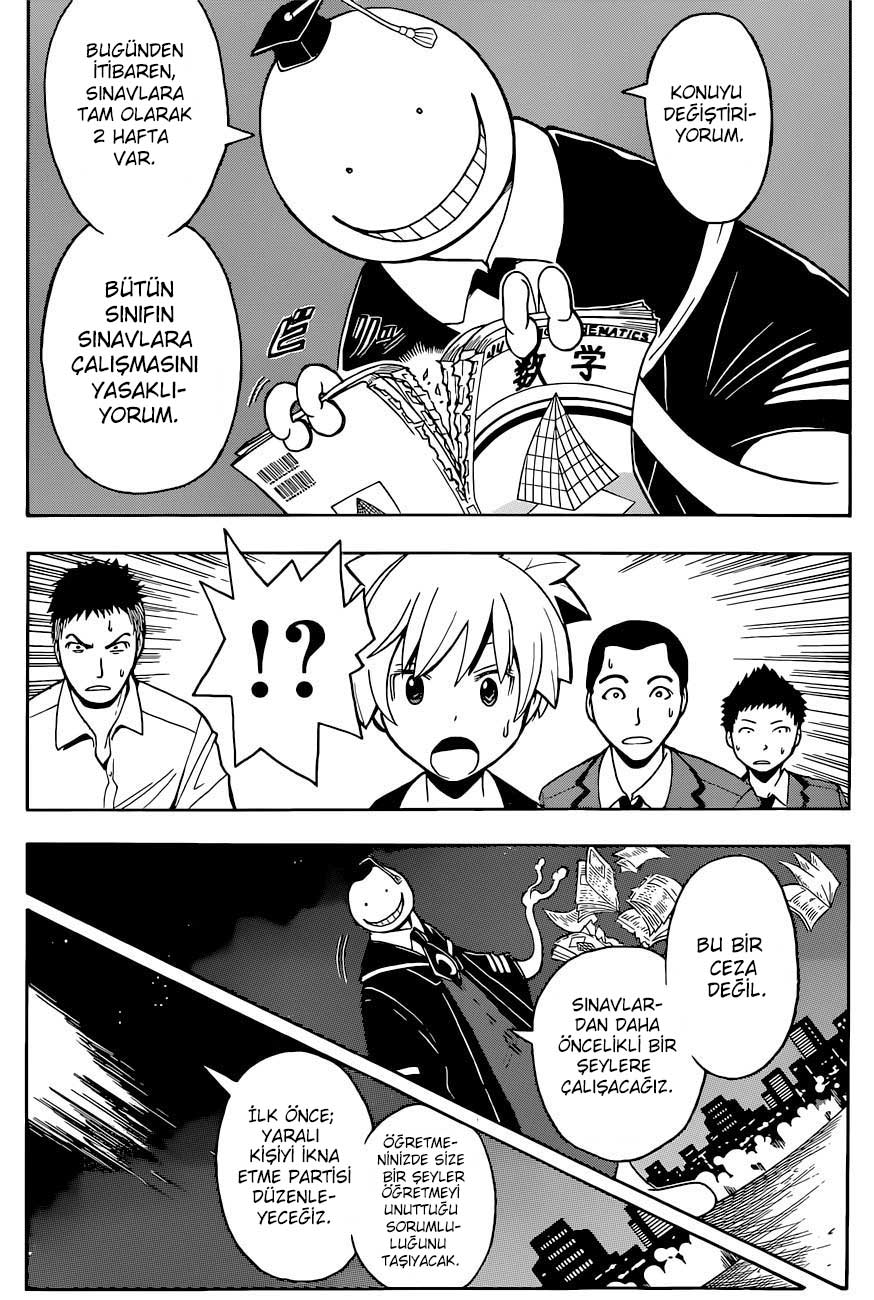 KONUYU
DEĞİŞTİRİ-
YORUM.
BUGÜNDEN
İTİBAREN,
SINAVLARA
TAM OLARAK
2 HAFTA
VAR.
BÜTÜN
SINIFIN
SINAVLARA
ÇALIŞMASINI
YASAKLI-
YORUM.
数学
!?
BU BİR
CEZA
DEĞİL.
SINAVLAR-
DAN DAHA
ÖNCELİKLİ BİR
ŞEYLERE
ÇALIŞACAĞIZ.
ÖĞRETME-
NİNİZDE SİZE
BİR ŞEYLER
ÖĞRETMEYİ
UNUTTUĞU
SORUMLU-
LUĞUNU
TAŞIYACAK.
İLK ÖNCE;
YARALI
KİŞİYİ İKNA
ETME PARTİSİ
DÜZENLE-
YECEĞİZ.